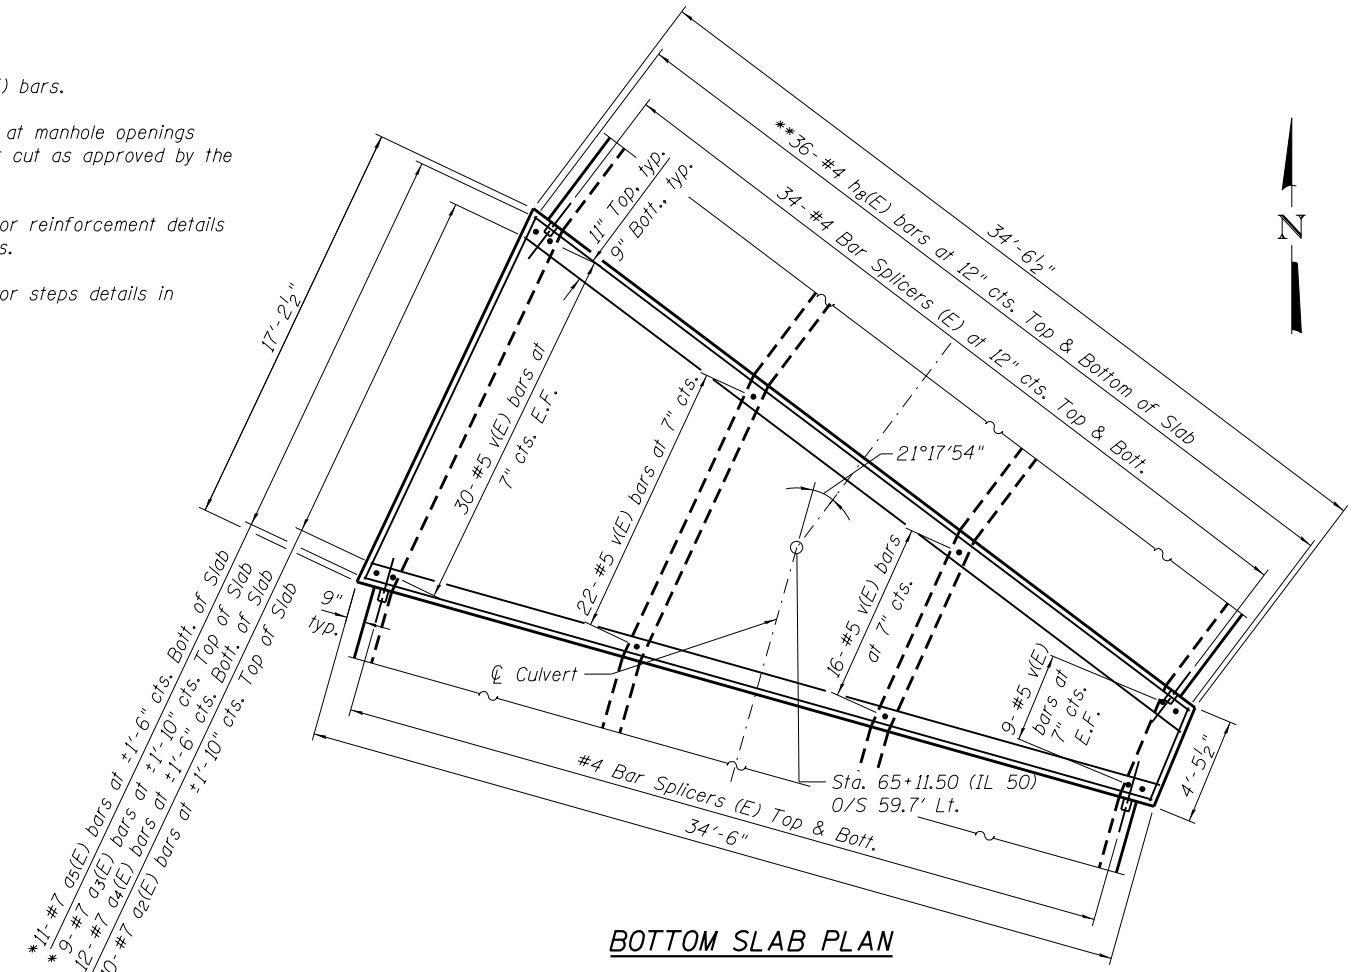 ) bars.
at manhole openings
cut as approved by the
or reinforcement details
s.
or steps details in
17'-2½"
11" Top, typ.
9" Bott., typ.
**36-#4 h8(E) bars at 12" cts. Top & Bottom of Slab
34'-6½"
34-#4 Bar Splicers (E) at 12" cts. Top & Bott.
N
30-#5 v(E) bars at
7" cts. E.F.
22-#5 v(E) bars at 7" cts.
21°17'54"
16-#5 v(E) bars
at 7" cts.
9-#5 v(E)
bars at
7" cts.
E.F.
9"
typ.
℄ Culvert
4'-5½"
Sta. 65+11.50 (IL 50)
O/S 59.7' Lt.
#4 Bar Splicers (E) Top & Bott.
34'-6"
*11-#7 a5(E) bars at ±1'-6" cts. Bott. of Slab
*9-#7 a3(E) bars at ±1'-10" cts. Top of Slab
12-#7 a4(E) bars at ±1'-6" cts. Bott. of Slab
10-#7 a2(E) bars at ±1'-10" cts. Top of Slab
BOTTOM SLAB PLAN